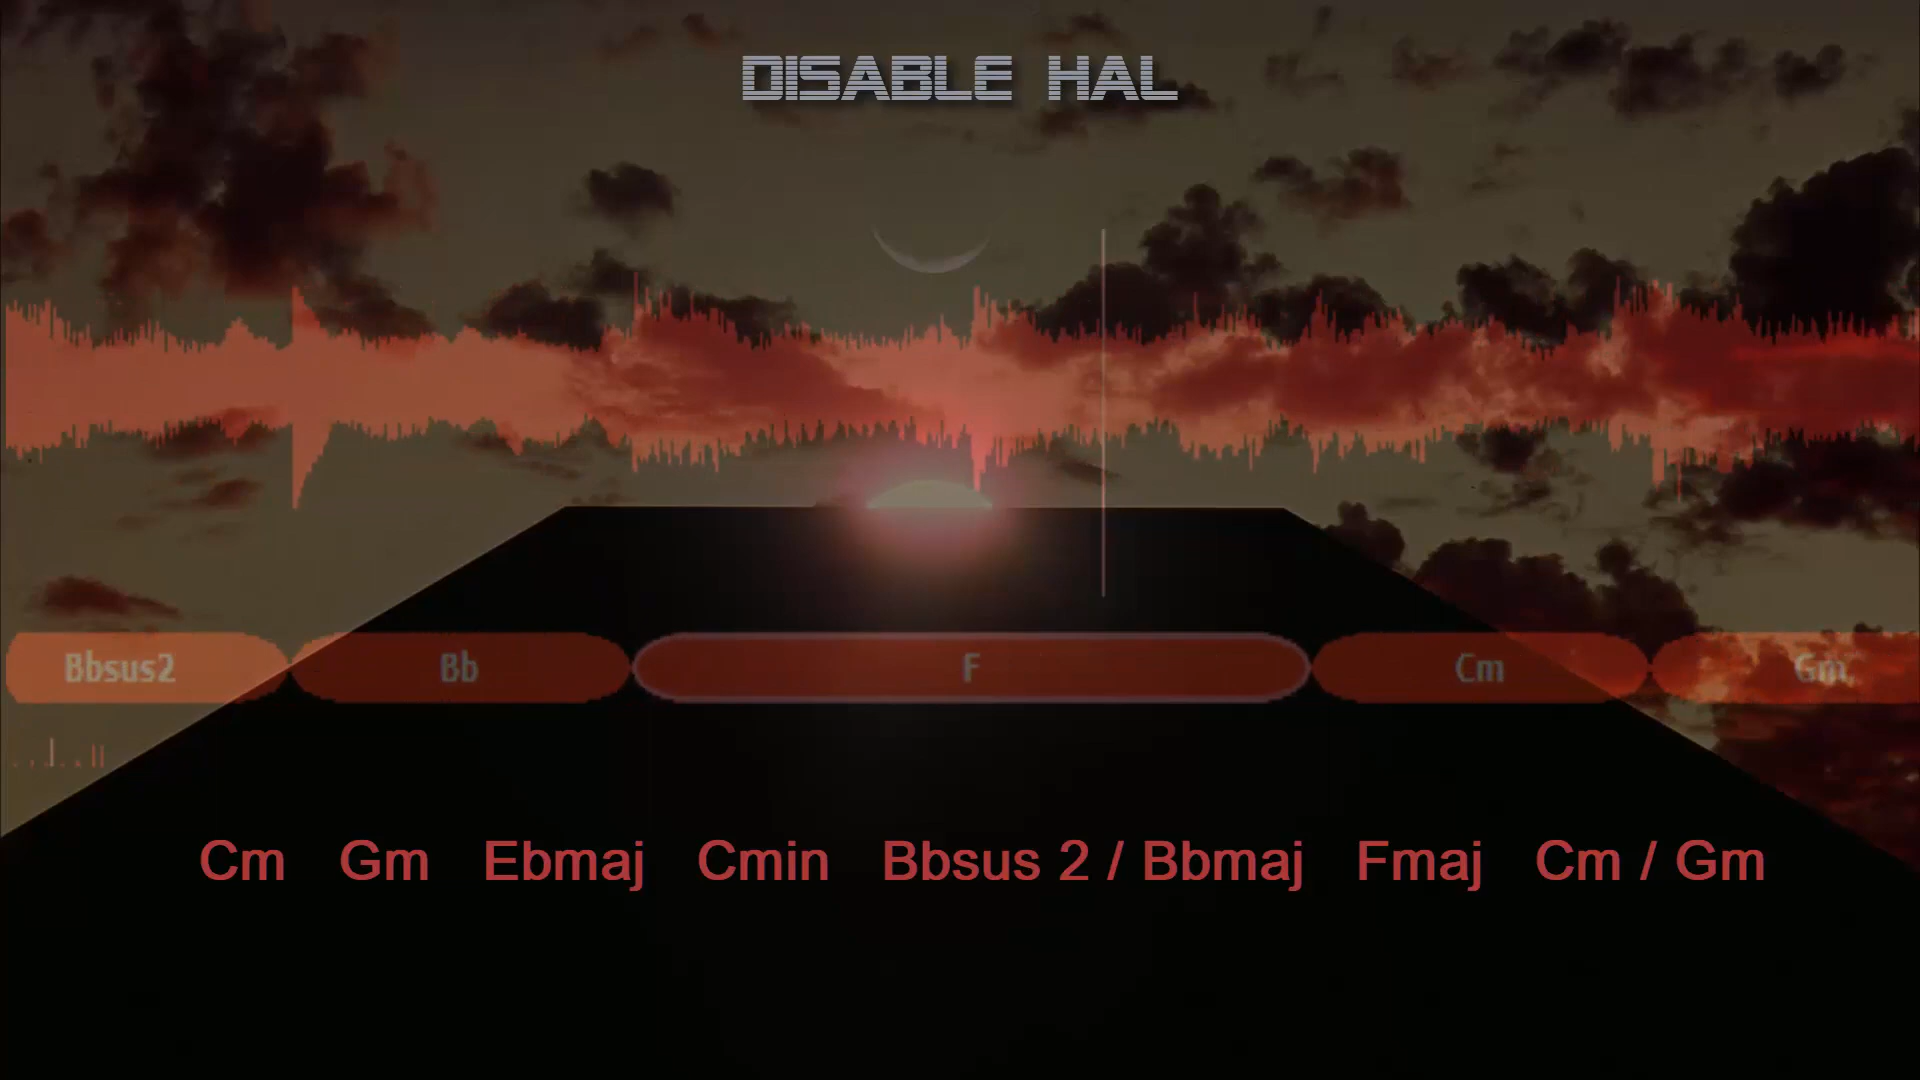 DISABLE HAL
Bbsus2 Bb F Cm Gm
Cm Gm Ebmaj Cmin Bbsus 2 / Bbmaj Fmaj Cm / Gm